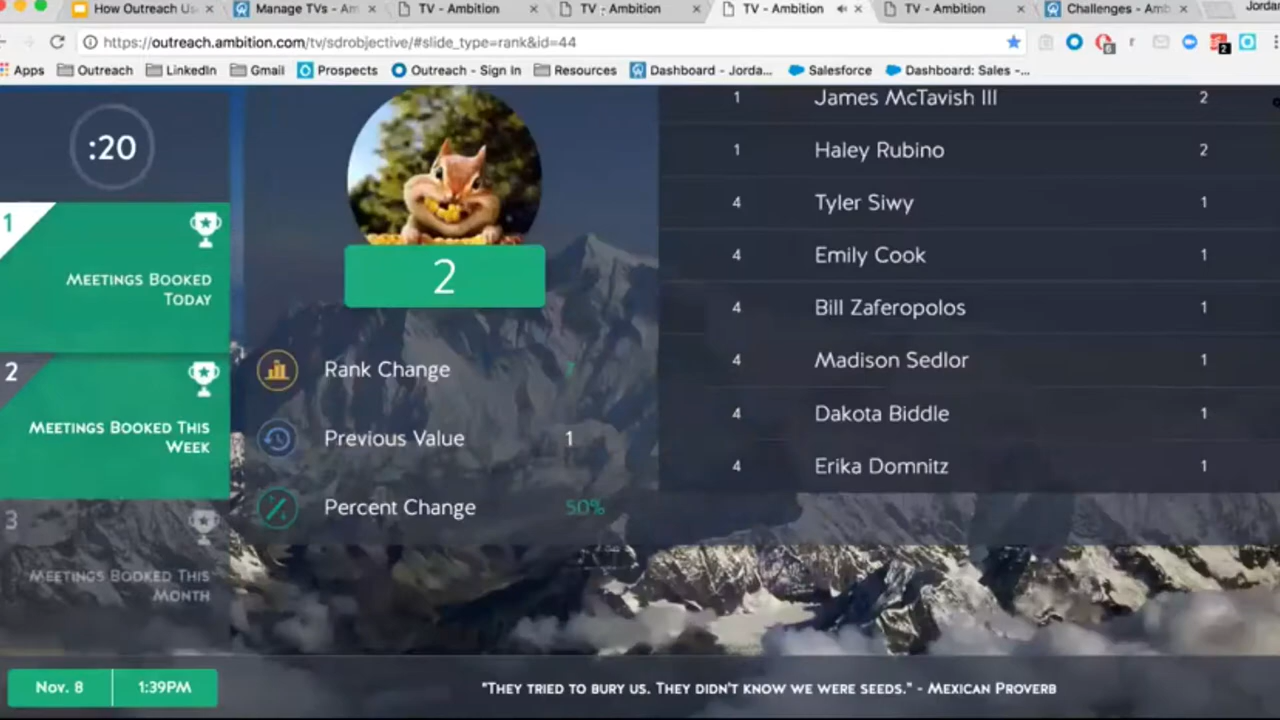 How Outreach Us
Manage TVs - Am
TV - Ambition
TV - Ambition
TV - Ambition
TV - Ambition
Challenges - Amb
Jordan
https://outreach.ambition.com/tv/sdrobjective/#slide_type=rank&id=44
Apps
Outreach
LinkedIn
Gmail
Prospects
Outreach - Sign In
Resources
Dashboard - Jorda...
Salesforce
Dashboard: Sales -...
:20
1
MEETINGS BOOKED
TODAY
2
MEETINGS BOOKED THIS
WEEK
3
MEETINGS BOOKED THIS
MONTH
2
Rank Change
Previous Value 1
Percent Change 50%
1 James McTavish III 2
1 Haley Rubino 2
4 Tyler Siwy 1
4 Emily Cook 1
4 Bill Zaferopolos 1
4 Madison Sedlor 1
4 Dakota Biddle 1
4 Erika Domnitz 1
Nov. 8 1:39PM
"THEY TRIED TO BURY US. THEY DIDN'T KNOW WE WERE SEEDS." - MEXICAN PROVERB